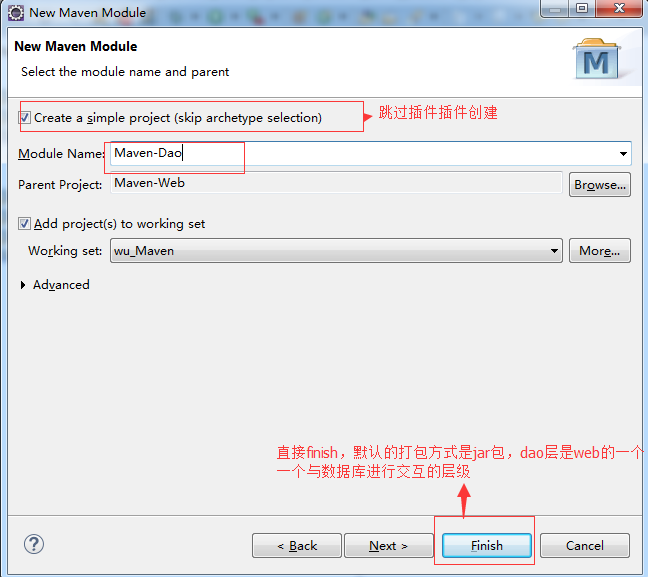 New Maven Module
New Maven Module
Select the module name and parent
M
Create a simple project (skip archetype selection)
跳过插件插件创建
Module Name:
Maven-Dao
Parent Project:
Maven-Web
Browse...
Add project(s) to working set
Working set:
wu_Maven
More...
Advanced
直接finish，默认的打包方式是jar包，dao层是web的一个
一个与数据库进行交互的层级
?
< Back
Next >
Finish
Cancel